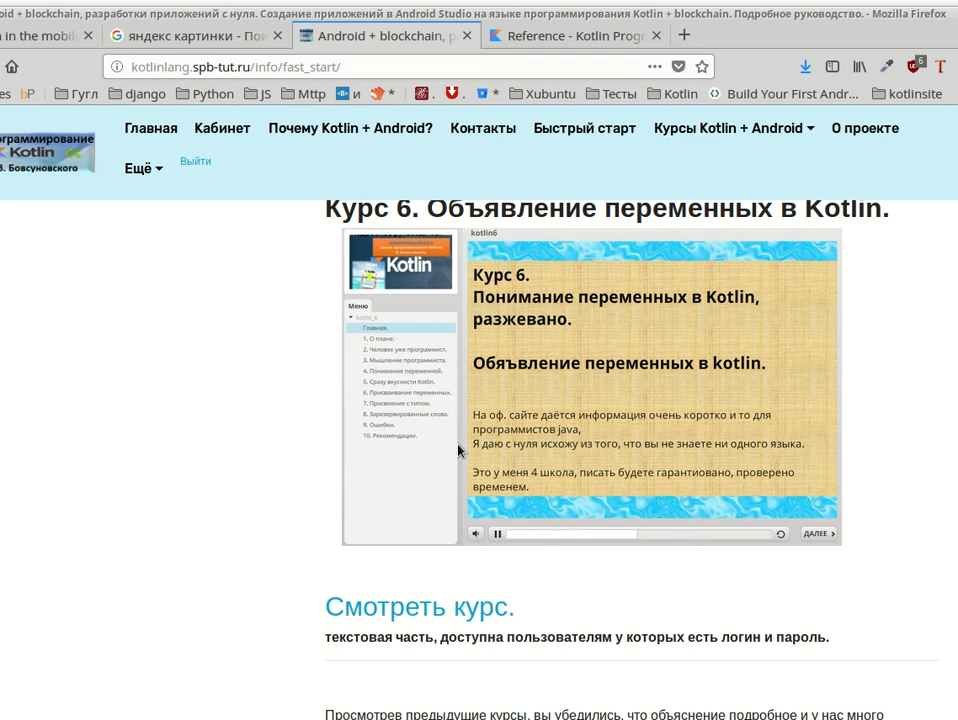 oid + blockchain, разработки приложений с нуля. Создание приложений в Android Studio на языке программирования Kotlin + blockchain. Подробное руководство. - Mozilla Firefox
in the mobil
яндекс картинки - Пои
Android + blockchain, р
Reference - Kotlin Prog
kotlinlang.spb-tut.ru/info/fast_start/
6
es bP Гугл django Python JS Mttp и * * Xubuntu Тесты Kotlin Build Your First Andr... kotlinsite
ограммирование
Kotlin
В. Бовсуновского
Главная Кабинет Почему Kotlin + Android? Контакты Быстрый старт Курсы Kotlin + Android О проекте
Ещё Выйти
Курс 6. Объявление переменных в Kotlin.
kotlin6
Kotlin
Меню
kotlin_6
Главная.
1. О плане.
2. Человек уже программист.
3. Мышление программиста.
4. Понимание переменной.
5. Сразу вкусности Kotlin.
6. Присваивание переменных.
7. Присвоение с типом.
8. Зарезервированные слова.
9. Ошибки.
10. Рекомендации.
Курс 6.
Понимание переменных в Kotlin,
разжевано.
Обяъвление переменных в kotlin.
На оф. сайте даётся информация очень коротко и то для
программистов java,
Я даю с нуля исхожу из того, что вы не знаете ни одного языка.
Это у меня 4 школа, писать будете гарантиовано, проверено
временем.
ДАЛЕЕ
Смотреть курс.
текстовая часть, доступна пользователям у которых есть логин и пароль.
Просмотрев предыдущие курсы, вы убедились, что объяснение подробное и у нас много